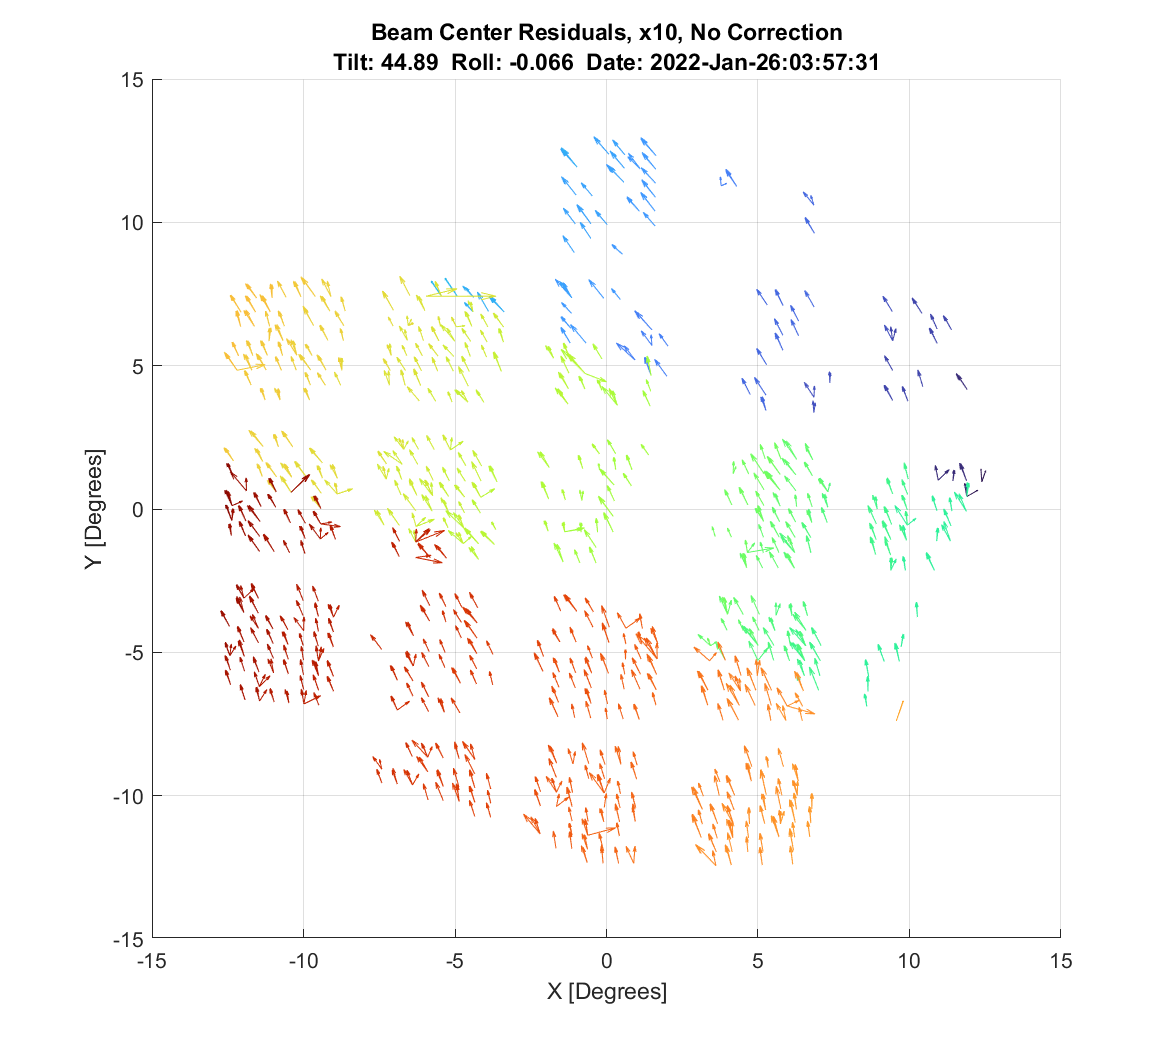 Beam Center Residuals, x10, No Correction
Tilt: 44.89  Roll: -0.066  Date: 2022-Jan-26:03:57:31
15
10
5
0
-5
-10
-15
Y [Degrees]
-15 -10 -5 0 5 10 15
X [Degrees]